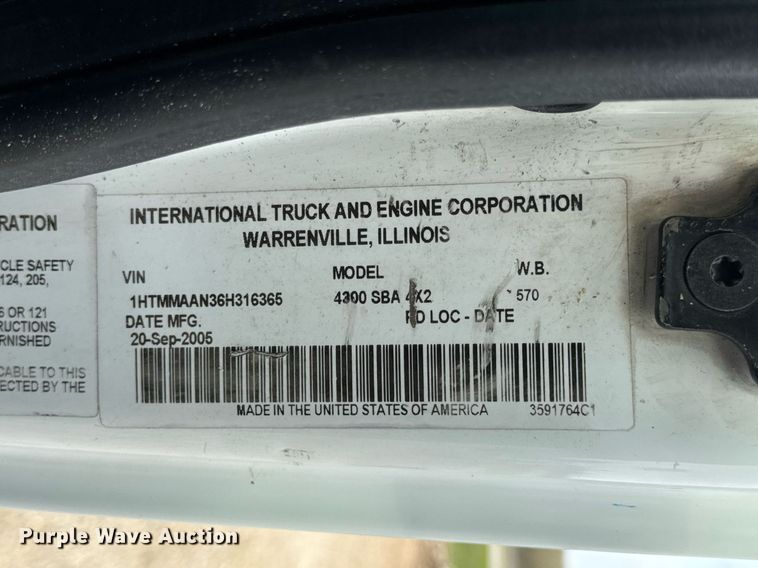 RATION
CLE SAFETY
124, 205,
6 OR 121
RUCTIONS
RNISHED
CABLE TO THIS
ECTED BY THE
INTERNATIONAL TRUCK AND ENGINE CORPORATION
WARRENVILLE, ILLINOIS
VIN MODEL W.B.
1HTMMAAN36H316365 4300 SBA 4X2 570
DATE MFG. PD LOC - DATE
20-Sep-2005
MADE IN THE UNITED STATES OF AMERICA 3591764C1
Purple Wave Auction